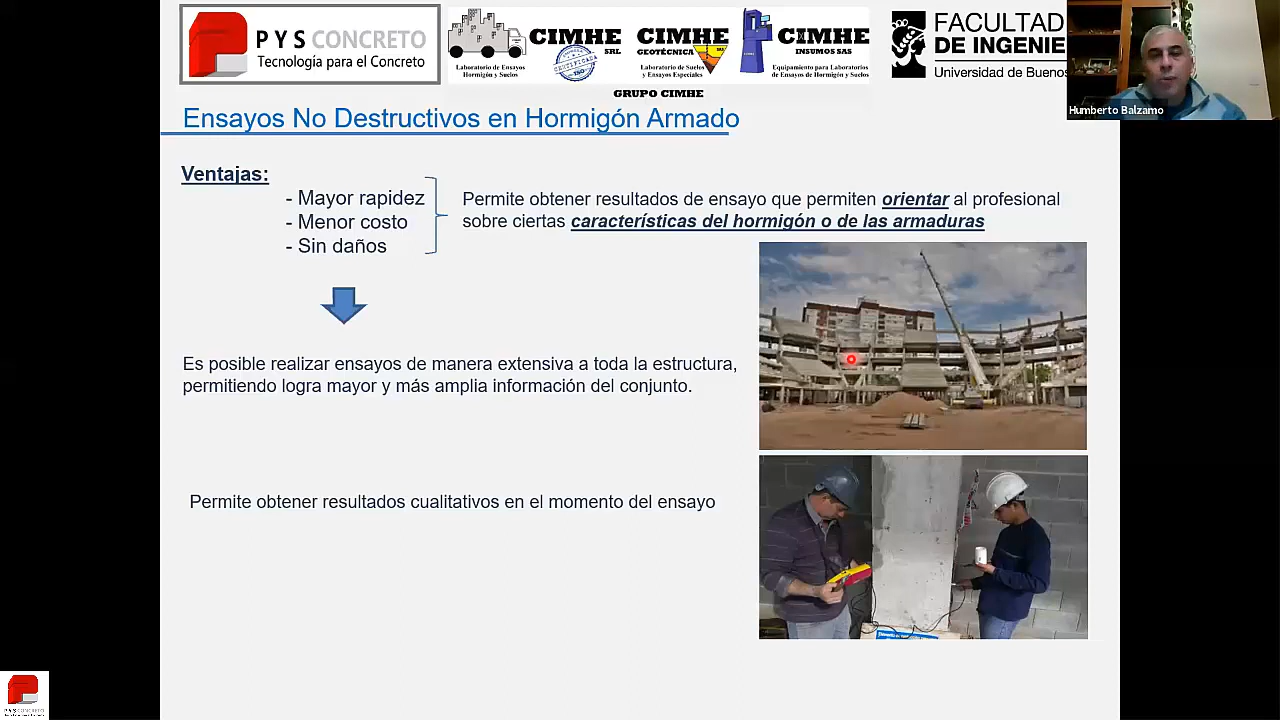 PYS CONCRETO
Tecnología para el Concreto
CIMHE SRL
Laboratorio de Ensayos
Hormigón y Suelos
CERTIFICADA
ISO
CIMHE
GEOTÉCNICA
Laboratorio de Suelos
y Ensayos Especiales
CIMHE
INSUMOS SAS
Equipamiento para Laboratorios
de Ensayos de Hormigón y Suelos
GRUPO CIMHE
FACULTAD
DE INGENIE
Universidad de Buenos
Humberto Balzamo
Ensayos No Destructivos en Hormigón Armado
Ventajas:
- Mayor rapidez
- Menor costo
- Sin daños
Permite obtener resultados de ensayo que permiten orientar al profesional
sobre ciertas características del hormigón o de las armaduras
Es posible realizar ensayos de manera extensiva a toda la estructura,
permitiendo logra mayor y más amplia información del conjunto.
Permite obtener resultados cualitativos en el momento del ensayo
PYS CONCRETO